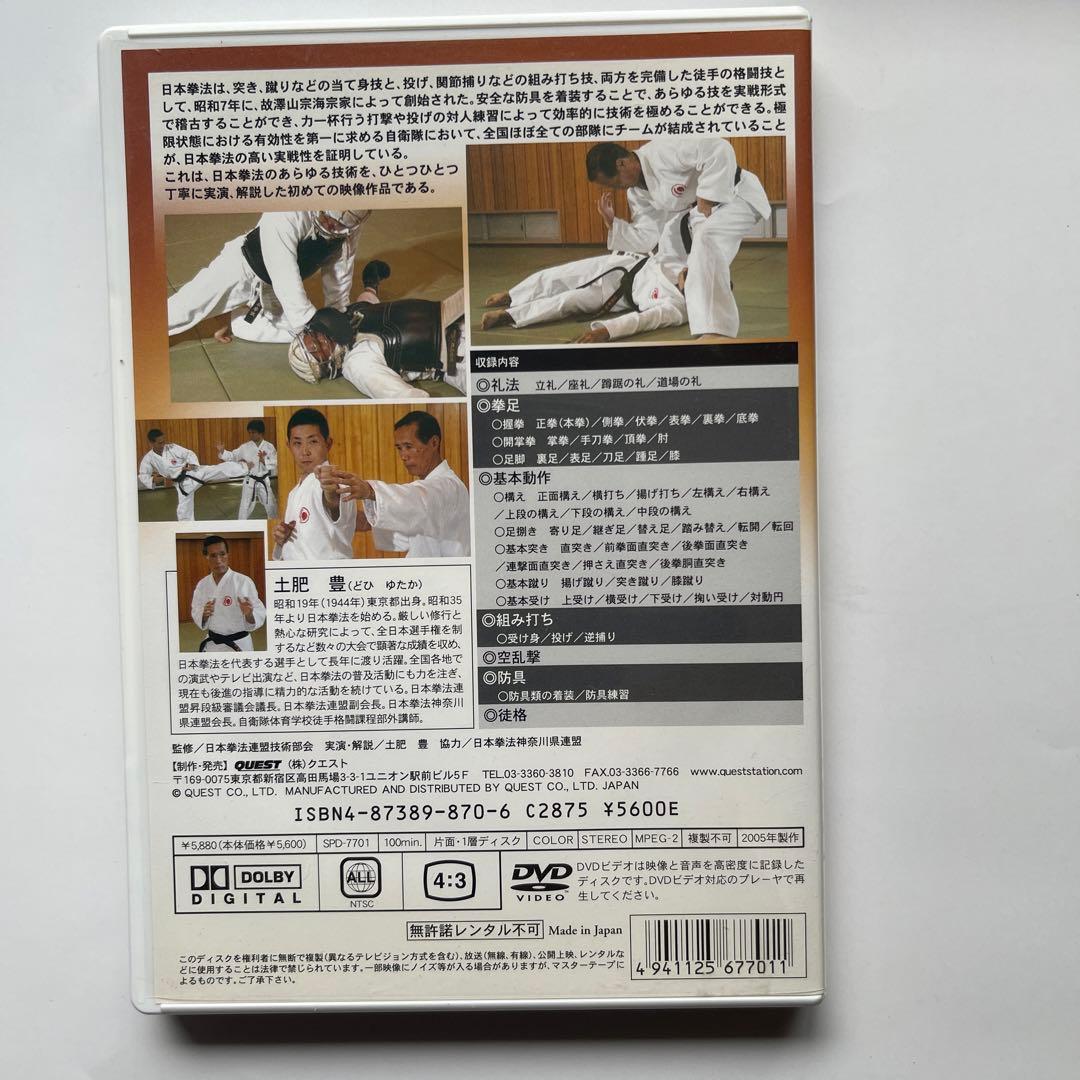 日本拳法は、突き、蹴りなどの当て身技と、投げ、関節捕りなどの組み打ち技、両方を完備した徒手の格闘技と
して、昭和7年に、故澤山宗海宗家によって創始された。安全な防具を着装することで、あらゆる技を実戦形式
で稽古することができ、力一杯行う打撃や投げの対人練習によって効率的に技術を極めることができる。極
限状態における有効性を第一に求める自衛隊において、全国ほぼ全ての部隊にチームが結成されていること
が、日本拳法の高い実戦性を証明している。
これは、日本拳法のあらゆる技術を、ひとつひとつ
丁寧に実演、解説した初めての映像作品である。
収録内容
◎礼法 立礼/座礼/蹲踞の礼/道場の礼
◎拳足
○握拳 正拳(本拳)/側拳/伏拳/表拳/裏拳/底拳
○開掌拳 掌拳/手刀拳/頂拳/肘
○足脚 裏足/表足/刀足/踵足/膝
◎基本動作
○構え 正面構え/横打ち/揚げ打ち/左構え/右構え
/上段の構え/下段の構え/中段の構え
○足捌き 寄り足/継ぎ足/替え足/踏み替え/転開/転回
○基本突き 直突き/前拳面直突き/後拳面直突き
/連撃面直突き/押さえ直突き/後拳胴直突き
○基本蹴り 揚げ蹴り/突き蹴り/膝蹴り
○基本受け 上受け/横受け/下受け/掬い受け/対動円
◎組み打ち
○受け身/投げ/逆捕り
◎空乱撃
◎防具
○防具類の着装/防具練習
◎徒格
土肥 豊(どひ ゆたか)
昭和19年(1944年)東京都出身。昭和35
年より日本拳法を始める。厳しい修行と
熱心な研究によって、全日本選手権を制
するなど数々の大会で顕著な成績を収め、
日本拳法を代表する選手として長年に渡り活躍。全国各地で
の演武やテレビ出演など、日本拳法の普及活動にも力を注ぎ、
現在も後進の指導に精力的な活動を続けている。日本拳法連
盟昇段級審議会議長。日本拳法連盟副会長。日本拳法神奈川
県連盟会長。自衛隊体育学校徒手格闘課程部外講師。
監修/日本拳法連盟技術部会 実演・解説/土肥 豊 協力/日本拳法神奈川県連盟
【制作・発売】 QUEST (株)クエスト
〒169-0075東京都新宿区高田馬場3-3-1ユニオン駅前ビル5F TEL.03-3360-3810 FAX.03-3366-7766 www.queststation.com
© QUEST CO., LTD. MANUFACTURED AND DISTRIBUTED BY QUEST CO., LTD. JAPAN
ISBN4-87389-870-6 C2875 ¥5600E
¥5,880(本体価格¥5,600) SPD-7701 100min. 片面・1層ディスク COLOR STEREO MPEG-2 複製不可 2005年製作
DOLBY
DIGITAL
ALL
NTSC
4:3
DVD
VIDEO™
DVDビデオは映像と音声を高密度に記録した
ディスクです。DVDビデオ対応のプレーヤで再
生してください。
無許諾レンタル不可 Made in Japan
このディスクを権利者に無断で複製(異なるテレビジョン方式を含む)、放送(無線、有線)、公開上映、レンタルな
どに使用することは法律で禁じられています。一部映像にノイズ等が入る場合がありますが、マスターテープに
よるものです。ご了承下さい。
4 941125 677011